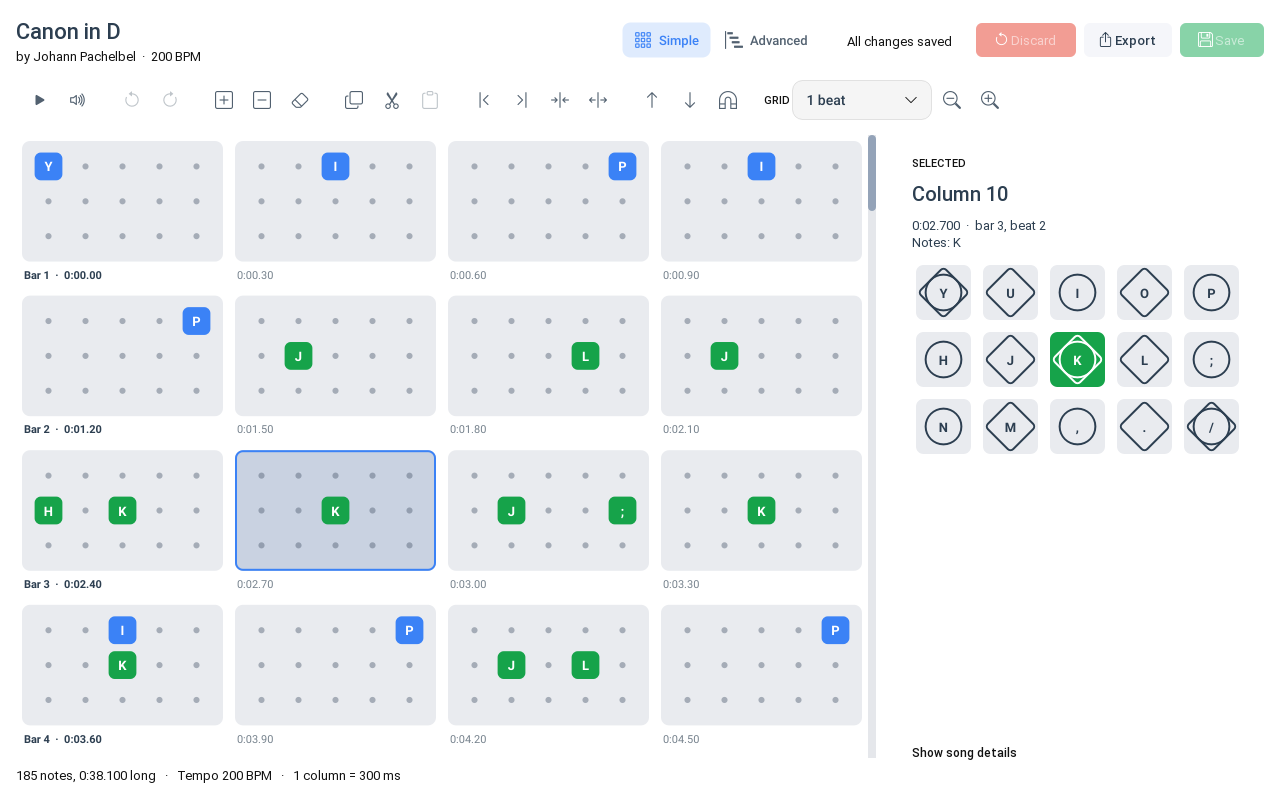 Canon in D
by Johann Pachelbel · 200 BPM
Simple
Advanced
All changes saved
Discard
Export
Save
GRID
1 beat
Y
I
P
I
Bar 1 · 0:00.00
0:00.30
0:00.60
0:00.90
P
J
L
J
Bar 2 · 0:01.20
0:01.50
0:01.80
0:02.10
H K
K
J ;
K
Bar 3 · 0:02.40
0:02.70
0:03.00
0:03.30
I
K
P
J L
P
Bar 4 · 0:03.60
0:03.90
0:04.20
0:04.50
SELECTED
Column 10
0:02.700 · bar 3, beat 2
Notes: K
Y U I O P
H J K L ;
N M , . /
Show song details
185 notes, 0:38.100 long · Tempo 200 BPM · 1 column = 300 ms